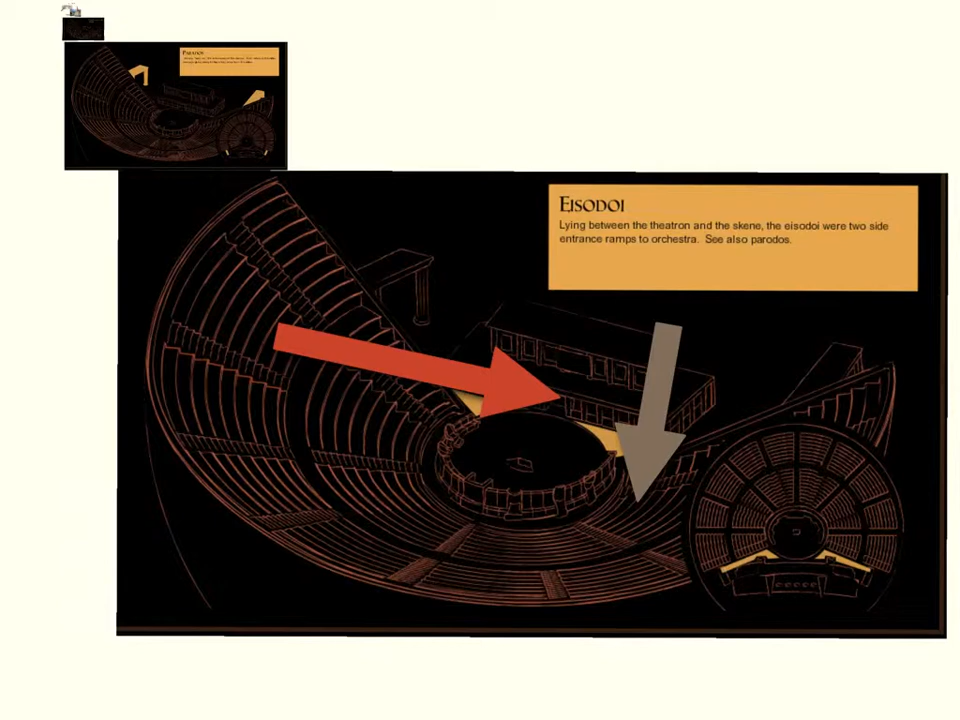 PARODOI
EISODOI
Lying between the theatron and the skene, the eisodoi were two side
entrance ramps to orchestra.  See also parodos.